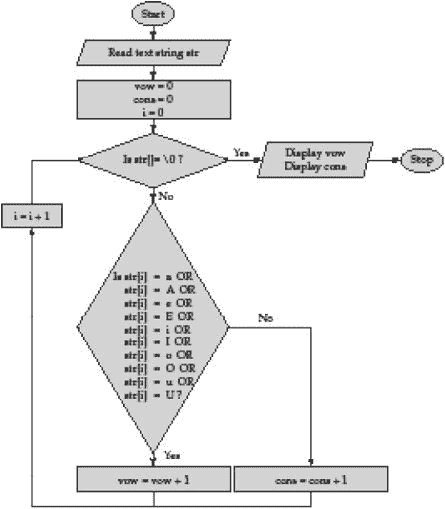 Start
Read text string str
vow = 0
cons = 0
i = 0
Is str[]= \0 ?
Yes
Display vow
Display cons
Stop
No
i = i + 1
Is str[i] = a OR
str[i] = A OR
str[i] = e OR
str[i] = E OR
str[i] = i OR
str[i] = I OR
str[i] = o OR
str[i] = O OR
str[i] = u OR
str[i] = U ?
No
Yes
vow = vow + 1
cons = cons + 1